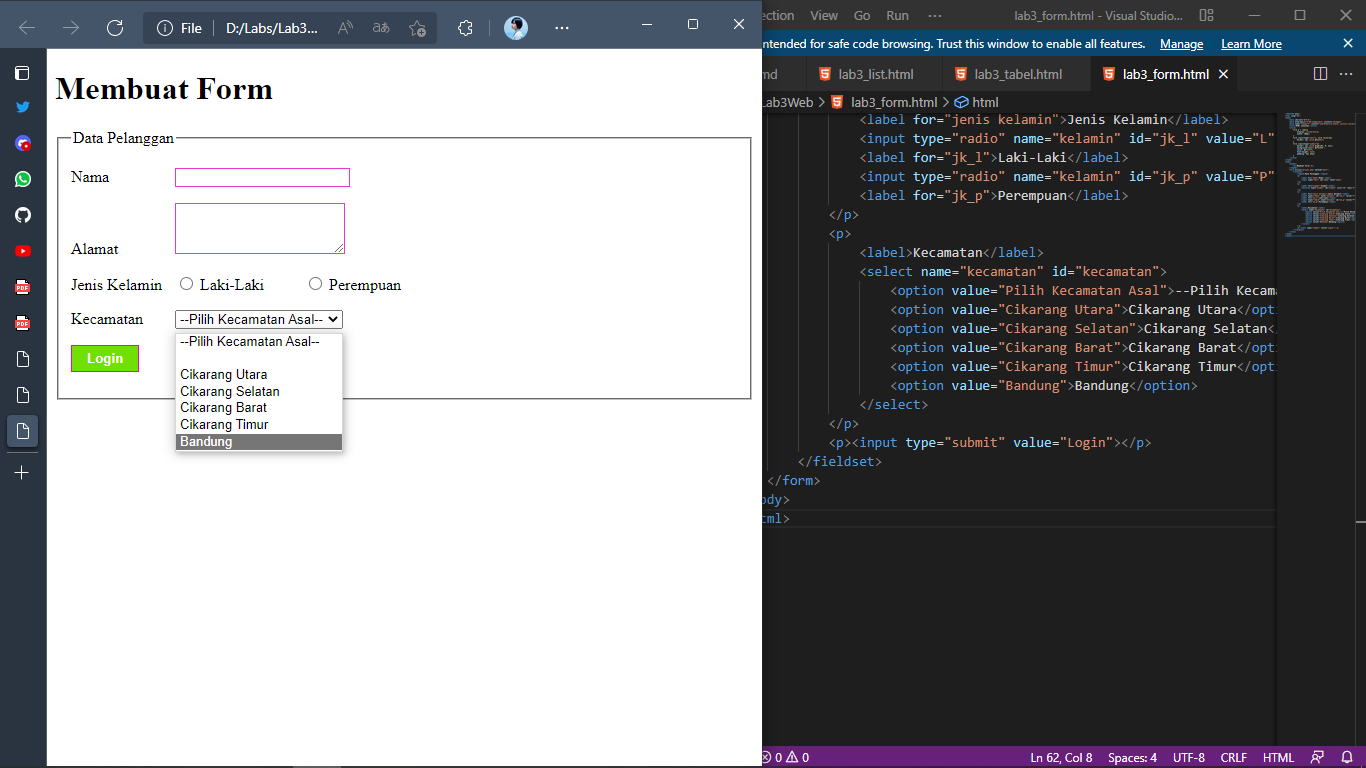 File
D:/Labs/Lab3...
Membuat Form
Data Pelanggan
Nama
Alamat
Jenis Kelamin
Laki-Laki
Perempuan
Kecamatan
--Pilih Kecamatan Asal--
--Pilih Kecamatan Asal--
Cikarang Utara
Cikarang Selatan
Cikarang Barat
Cikarang Timur
Bandung
Login
PDF
PDF
ection View Go Run ··· lab3_form.html - Visual Studio...
ntended for safe code browsing. Trust this window to enable all features. Manage Learn More
md lab3_list.html lab3_tabel.html lab3_form.html
Lab3Web > lab3_form.html > html
<label for="jenis kelamin">Jenis Kelamin</label>
<input type="radio" name="kelamin" id="jk_l" value="L"
<label for="jk_l">Laki-Laki</label>
<input type="radio" name="kelamin" id="jk_p" value="P"
<label for="jk_p">Perempuan</label>
</p>
<p>
<label>Kecamatan</label>
<select name="kecamatan" id="kecamatan">
<option value="Pilih Kecamatan Asal">--Pilih Kecam
<option value="Cikarang Utara">Cikarang Utara</opti
<option value="Cikarang Selatan">Cikarang Selatan<
<option value="Cikarang Barat">Cikarang Barat</opti
<option value="Cikarang Timur">Cikarang Timur</opti
<option value="Bandung">Bandung</option>
</select>
</p>
<p><input type="submit" value="Login"></p>
</fieldset>
</form>
ody>
tml>
0 0 Ln 62, Col 8 Spaces: 4 UTF-8 CRLF HTML